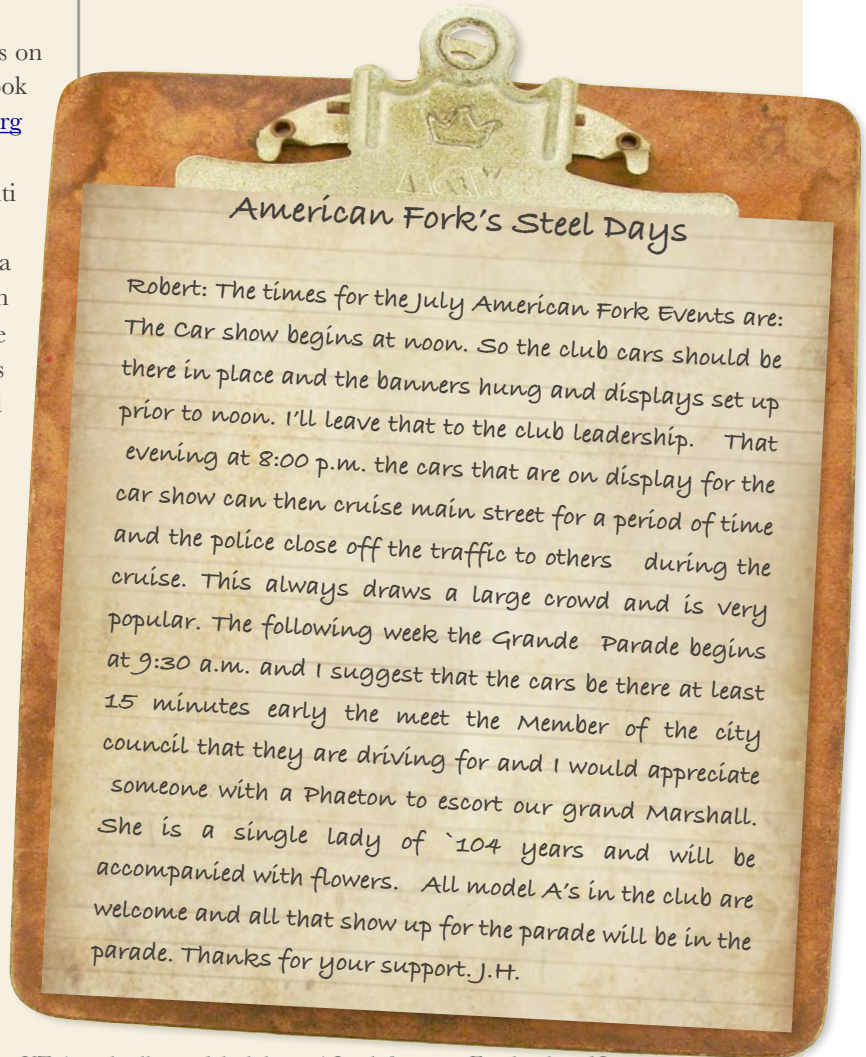 s on
ok
rg
ti
a
n
e
s
American Fork's Steel Days
Robert: The times for the July American Fork Events are:
The Car show begins at noon. So the club cars should be
there in place and the banners hung and displays set up
prior to noon. I'll leave that to the club leadership. That
evening at 8:00 p.m. the cars that are on display for the
car show can then cruise main street for a period of time
and the police close off the traffic to others during the
cruise. This always draws a large crowd and is very
popular. The following week the Grande Parade begins
at 9:30 a.m. and I suggest that the cars be there at least
15 minutes early the meet the Member of the city
council that they are driving for and I would appreciate
someone with a Phaeton to escort our grand Marshall.
She is a single lady of `104 years and will be
accompanied with flowers. All model A's in the club are
welcome and all that show up for the parade will be in the
parade. Thanks for your support. J.H.